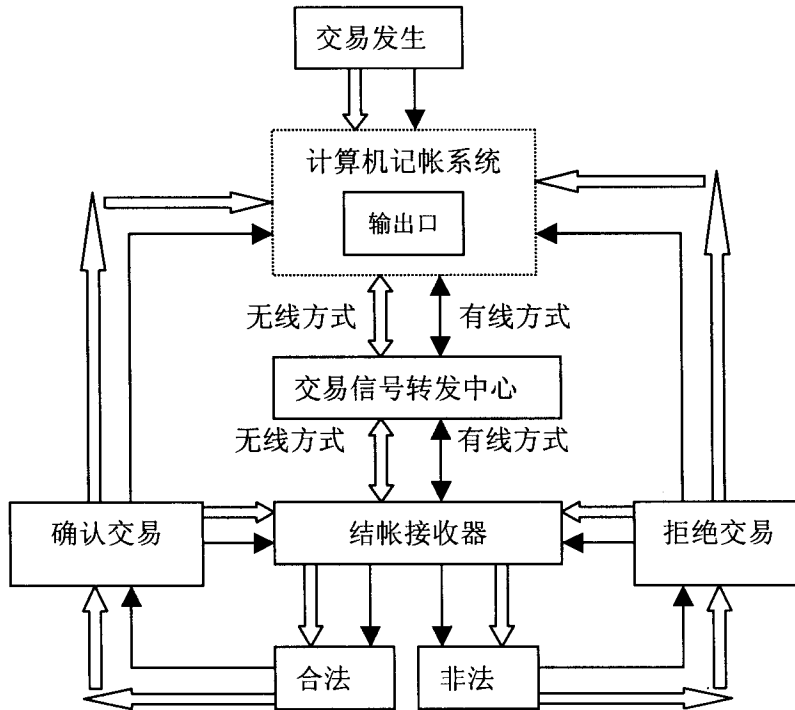 交易发生
计算机记帐系统
输出口
无线方式
有线方式
交易信号转发中心
无线方式
有线方式
确认交易
结帐接收器
拒绝交易
合法
非法